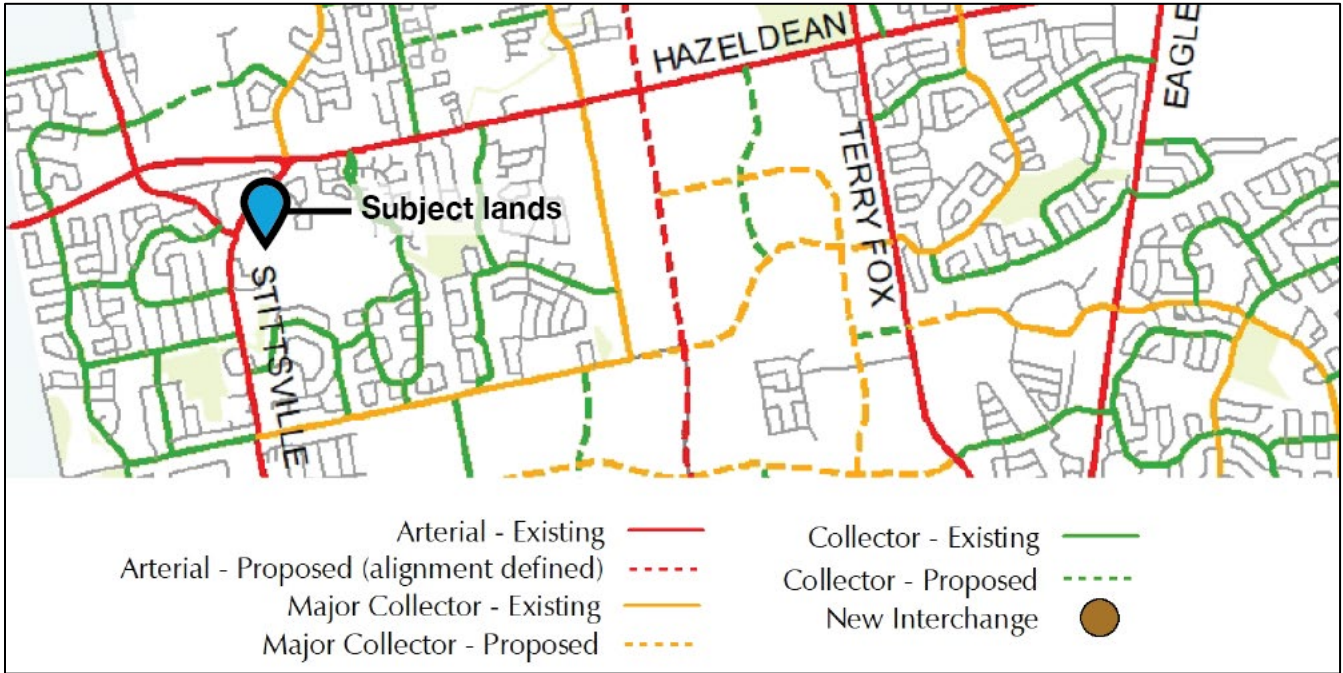 HAZELDEAN
EAGLE
TERRY FOX
Subject lands
STITTSVILLE
Arterial - Existing
Arterial - Proposed (alignment defined)
Major Collector - Existing
Major Collector - Proposed
Collector - Existing
Collector - Proposed
New Interchange